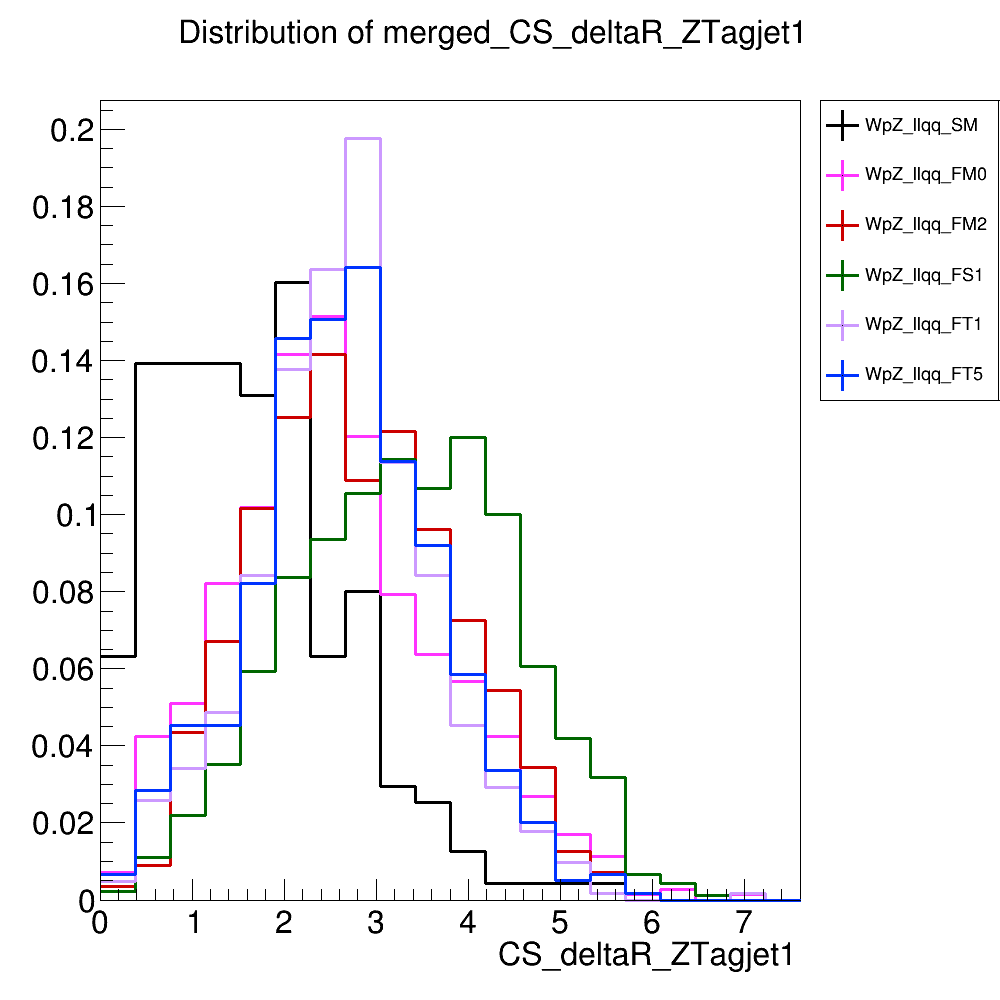 Distribution of merged_CS_deltaR_ZTagjet1
0.2
0.18
0.16
0.14
0.12
0.1
0.08
0.06
0.04
0.02
0
0 1 2 3 4 5 6 7
CS_deltaR_ZTagjet1
WpZ_llqq_SM
WpZ_llqq_FM0
WpZ_llqq_FM2
WpZ_llqq_FS1
WpZ_llqq_FT1
WpZ_llqq_FT5